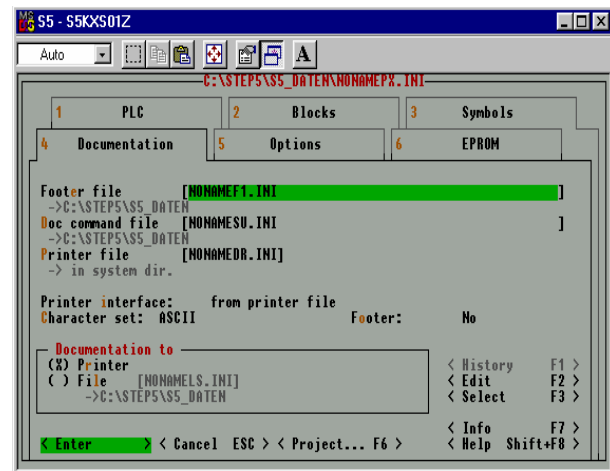 S5 - S5KXS01Z
Auto
A
C:\STEP5\S5_DATEN\NONAMEPX.INI
1 PLC 2 Blocks 3 Symbols
4 Documentation 5 Options 6 EPROM
Footer file [NONAMEF1.INI ]
->C:\STEP5\S5_DATEN
Doc command file [NONAMESU.INI ]
->C:\STEP5\S5_DATEN
Printer file [NONAMEDR.INI]
-> in system dir.
Printer interface: from printer file
Character set: ASCII Footer: No
Documentation to
(X) Printer < History F1 >
( ) File [NONAMELS.INI] < Edit F2 >
->C:\STEP5\S5_DATEN < Select F3 >
< Info F7 >
< Enter > < Cancel ESC > < Project... F6 > < Help Shift+F8 >